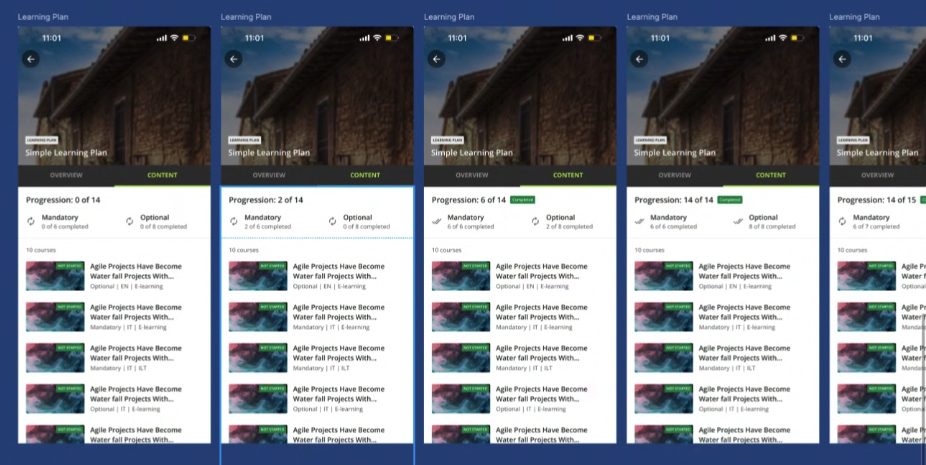 Learning Plan
11:01
LEARNING PLAN
Simple Learning Plan
OVERVIEW CONTENT
Progression: 0 of 14
Mandatory
0 of 6 completed
Optional
0 of 8 completed
10 courses
NOT STARTED
Agile Projects Have Become
Water fall Projects With...
Optional | EN | E-learning
NOT STARTED
Agile Projects Have Become
Water fall Projects With...
Mandatory | IT | E-learning
NOT STARTED
Agile Projects Have Become
Water fall Projects With...
Mandatory | IT | ILT
NOT STARTED
Agile Projects Have Become
Water fall Projects With...
Optional | IT | E-learning
NOT STARTED
Agile Projects Have Become
Water fall Projects With...
Learning Plan
11:01
LEARNING PLAN
Simple Learning Plan
OVERVIEW CONTENT
Progression: 2 of 14
Mandatory
2 of 6 completed
Optional
0 of 8 completed
10 courses
NOT STARTED
Agile Projects Have Become
Water fall Projects With...
Optional | EN | E-learning
NOT STARTED
Agile Projects Have Become
Water fall Projects With...
Mandatory | IT | E-learning
NOT STARTED
Agile Projects Have Become
Water fall Projects With...
Mandatory | IT | ILT
NOT STARTED
Agile Projects Have Become
Water fall Projects With...
Optional | IT | E-learning
NOT STARTED
Agile Projects Have Become
Water fall Projects With...
Learning Plan
11:01
LEARNING PLAN
Simple Learning Plan
OVERVIEW CONTENT
Progression: 6 of 14 Completed
Mandatory
6 of 6 completed
Optional
2 of 8 completed
10 courses
NOT STARTED
Agile Projects Have Become
Water fall Projects With...
Optional | EN | E-learning
NOT STARTED
Agile Projects Have Become
Water fall Projects With...
Mandatory | IT | E-learning
NOT STARTED
Agile Projects Have Become
Water fall Projects With...
Mandatory | IT | ILT
NOT STARTED
Agile Projects Have Become
Water fall Projects With...
Optional | IT | E-learning
NOT STARTED
Agile Projects Have Become
Water fall Projects With...
Learning Plan
11:01
LEARNING PLAN
Simple Learning Plan
OVERVIEW CONTENT
Progression: 14 of 14 Completed
Mandatory
6 of 6 completed
Optional
8 of 8 completed
10 courses
NOT STARTED
Agile Projects Have Become
Water fall Projects With...
Optional | EN | E-learning
NOT STARTED
Agile Projects Have Become
Water fall Projects With...
Mandatory | IT | E-learning
NOT STARTED
Agile Projects Have Become
Water fall Projects With...
Mandatory | IT | ILT
NOT STARTED
Agile Projects Have Become
Water fall Projects With...
Optional | IT | E-learning
NOT STARTED
Agile Projects Have Become
Water fall Projects With...
Learning Plan
11:01
LEARNING PLAN
Simple Learning Plan
OVERVIEW
Progression: 14 of 15
Mandatory
6 of 7 completed
10 courses
NOT STARTED
Agile
Water
NOT STARTED
Agile
Water
NOT STARTED
Agile
Water
NOT STARTED
Agile
Water
NOT STARTED
Agile
Water